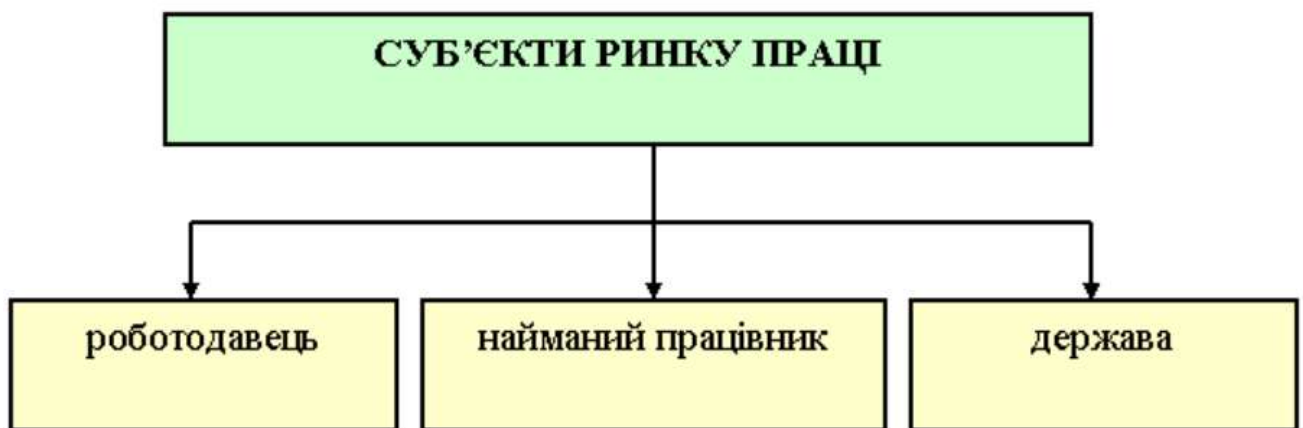 СУБ’ЄКТИ РИНКУ ПРАЦІ
роботодавець
найманий працівник
держава